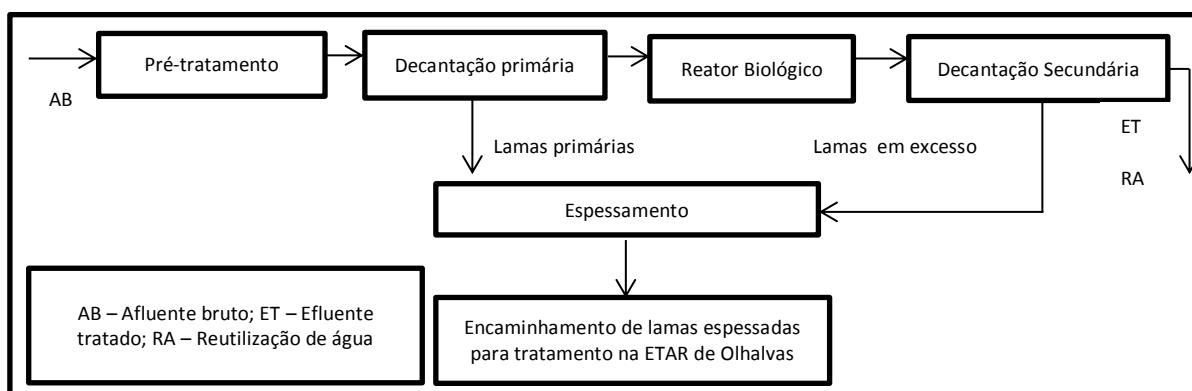 Pré-tratamento
Decantação primária
Reator Biológico
Decantação Secundária
AB
ET
RA
Lamas primárias
Lamas em excesso
Espessamento
AB – Afluente bruto; ET – Efluente
tratado; RA – Reutilização de água
Encaminhamento de lamas espessadas
para tratamento na ETAR de Olhalvas